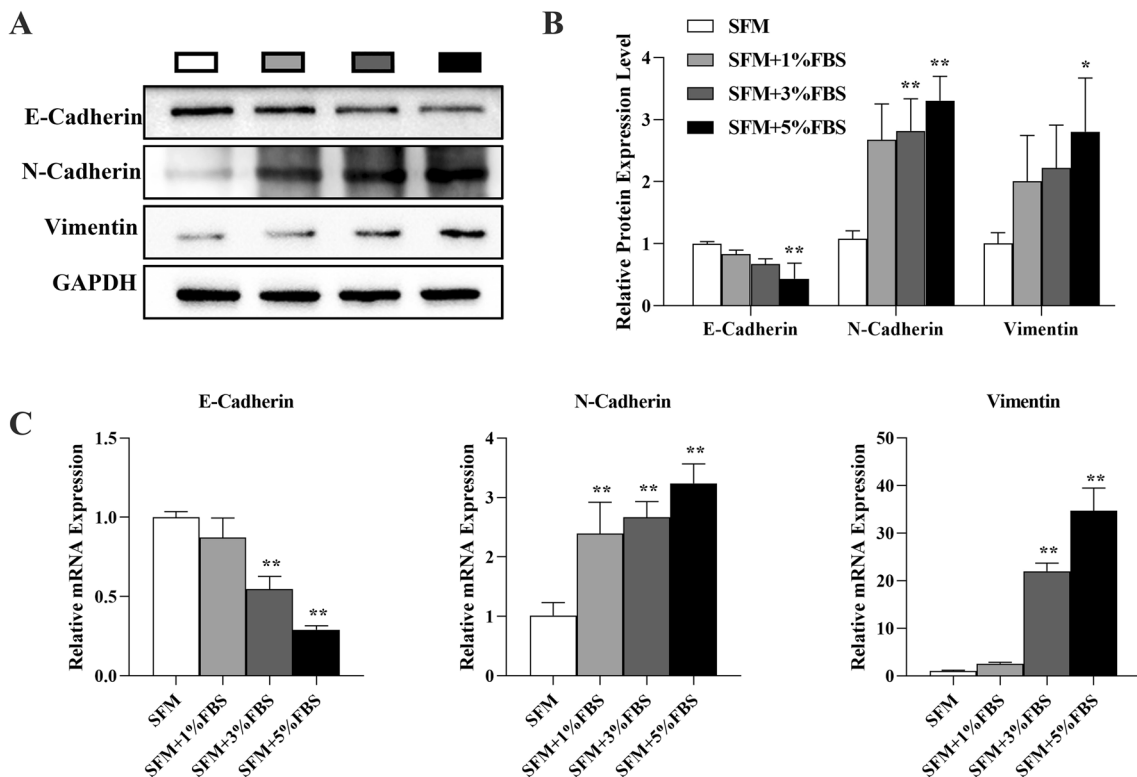 A
E-Cadherin
N-Cadherin
Vimentin
GAPDH
B
SFM
SFM+1%FBS
SFM+3%FBS
SFM+5%FBS
Relative Protein Expression Level
4
3
2
1
0
**
**
**
*
E-Cadherin
N-Cadherin
Vimentin
C
E-Cadherin
Relative mRNA Expression
1.5
1.0
0.5
0.0
**
**
SFM
SFM+1%FBS
SFM+3%FBS
SFM+5%FBS
N-Cadherin
Relative mRNA Expression
4
3
2
1
0
**
**
**
SFM
SFM+1%FBS
SFM+3%FBS
SFM+5%FBS
Vimentin
Relative mRNA Expression
50
40
30
20
10
0
**
**
SFM
SFM+1%FBS
SFM+3%FBS
SFM+5%FBS